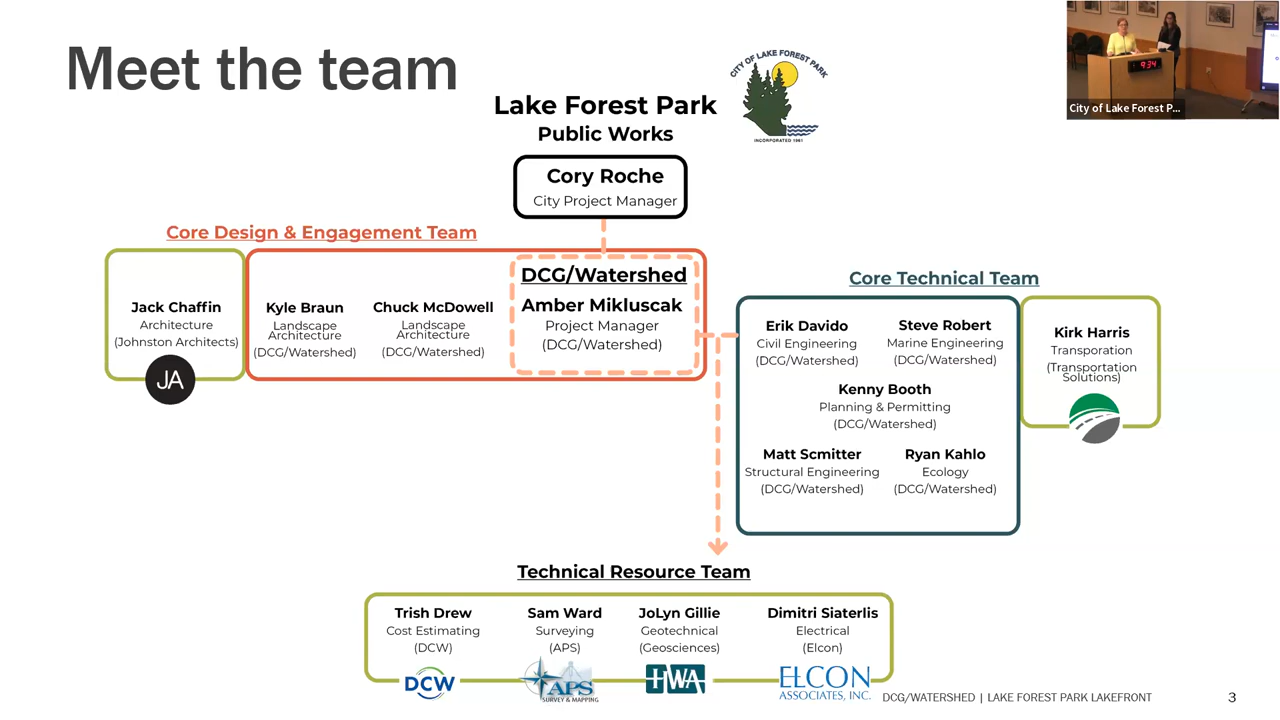 Meet the team
CITY OF LAKE FOREST PARK
INCORPORATED 1961
9:34
City of Lake Forest P...
Lake Forest Park
Public Works
Cory Roche
City Project Manager
Core Design & Engagement Team
Jack Chaffin
Architecture
(Johnston Architects)
JA
Kyle Braun
Landscape
Architecture
(DCG/Watershed)
Chuck McDowell
Landscape
Architecture
(DCG/Watershed)
DCG/Watershed
Amber Mikluscak
Project Manager
(DCG/Watershed)
Core Technical Team
Erik Davido
Civil Engineering
(DCG/Watershed)
Steve Robert
Marine Engineering
(DCG/Watershed)
Kenny Booth
Planning & Permitting
(DCG/Watershed)
Matt Scmitter
Structural Engineering
(DCG/Watershed)
Ryan Kahlo
Ecology
(DCG/Watershed)
Kirk Harris
Transporation
(Transportation
Solutions)
Technical Resource Team
Trish Drew
Cost Estimating
(DCW)
DCW
Sam Ward
Surveying
(APS)
APS
SURVEY & MAPPING
JoLyn Gillie
Geotechnical
(Geosciences)
HWA
Dimitri Siaterlis
Electrical
(Elcon)
ELCON
ASSOCIATES, INC.
DCG/WATERSHED | LAKE FOREST PARK LAKEFRONT
3